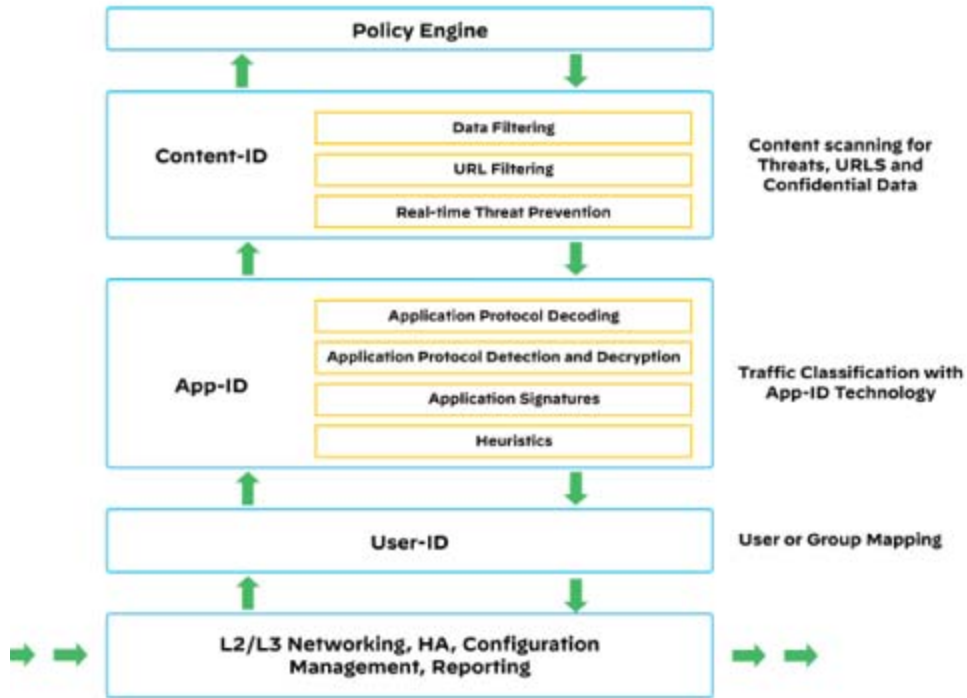 Policy Engine
Content-ID
Data Filtering
URL Filtering
Real-time Threat Prevention
Content scanning for
Threats, URLS and
Confidential Data
App-ID
Application Protocol Decoding
Application Protocol Detection and Decryption
Application Signatures
Heuristics
Traffic Classification with
App-ID Technology
User-ID
User or Group Mapping
L2/L3 Networking, HA, Configuration
Management, Reporting